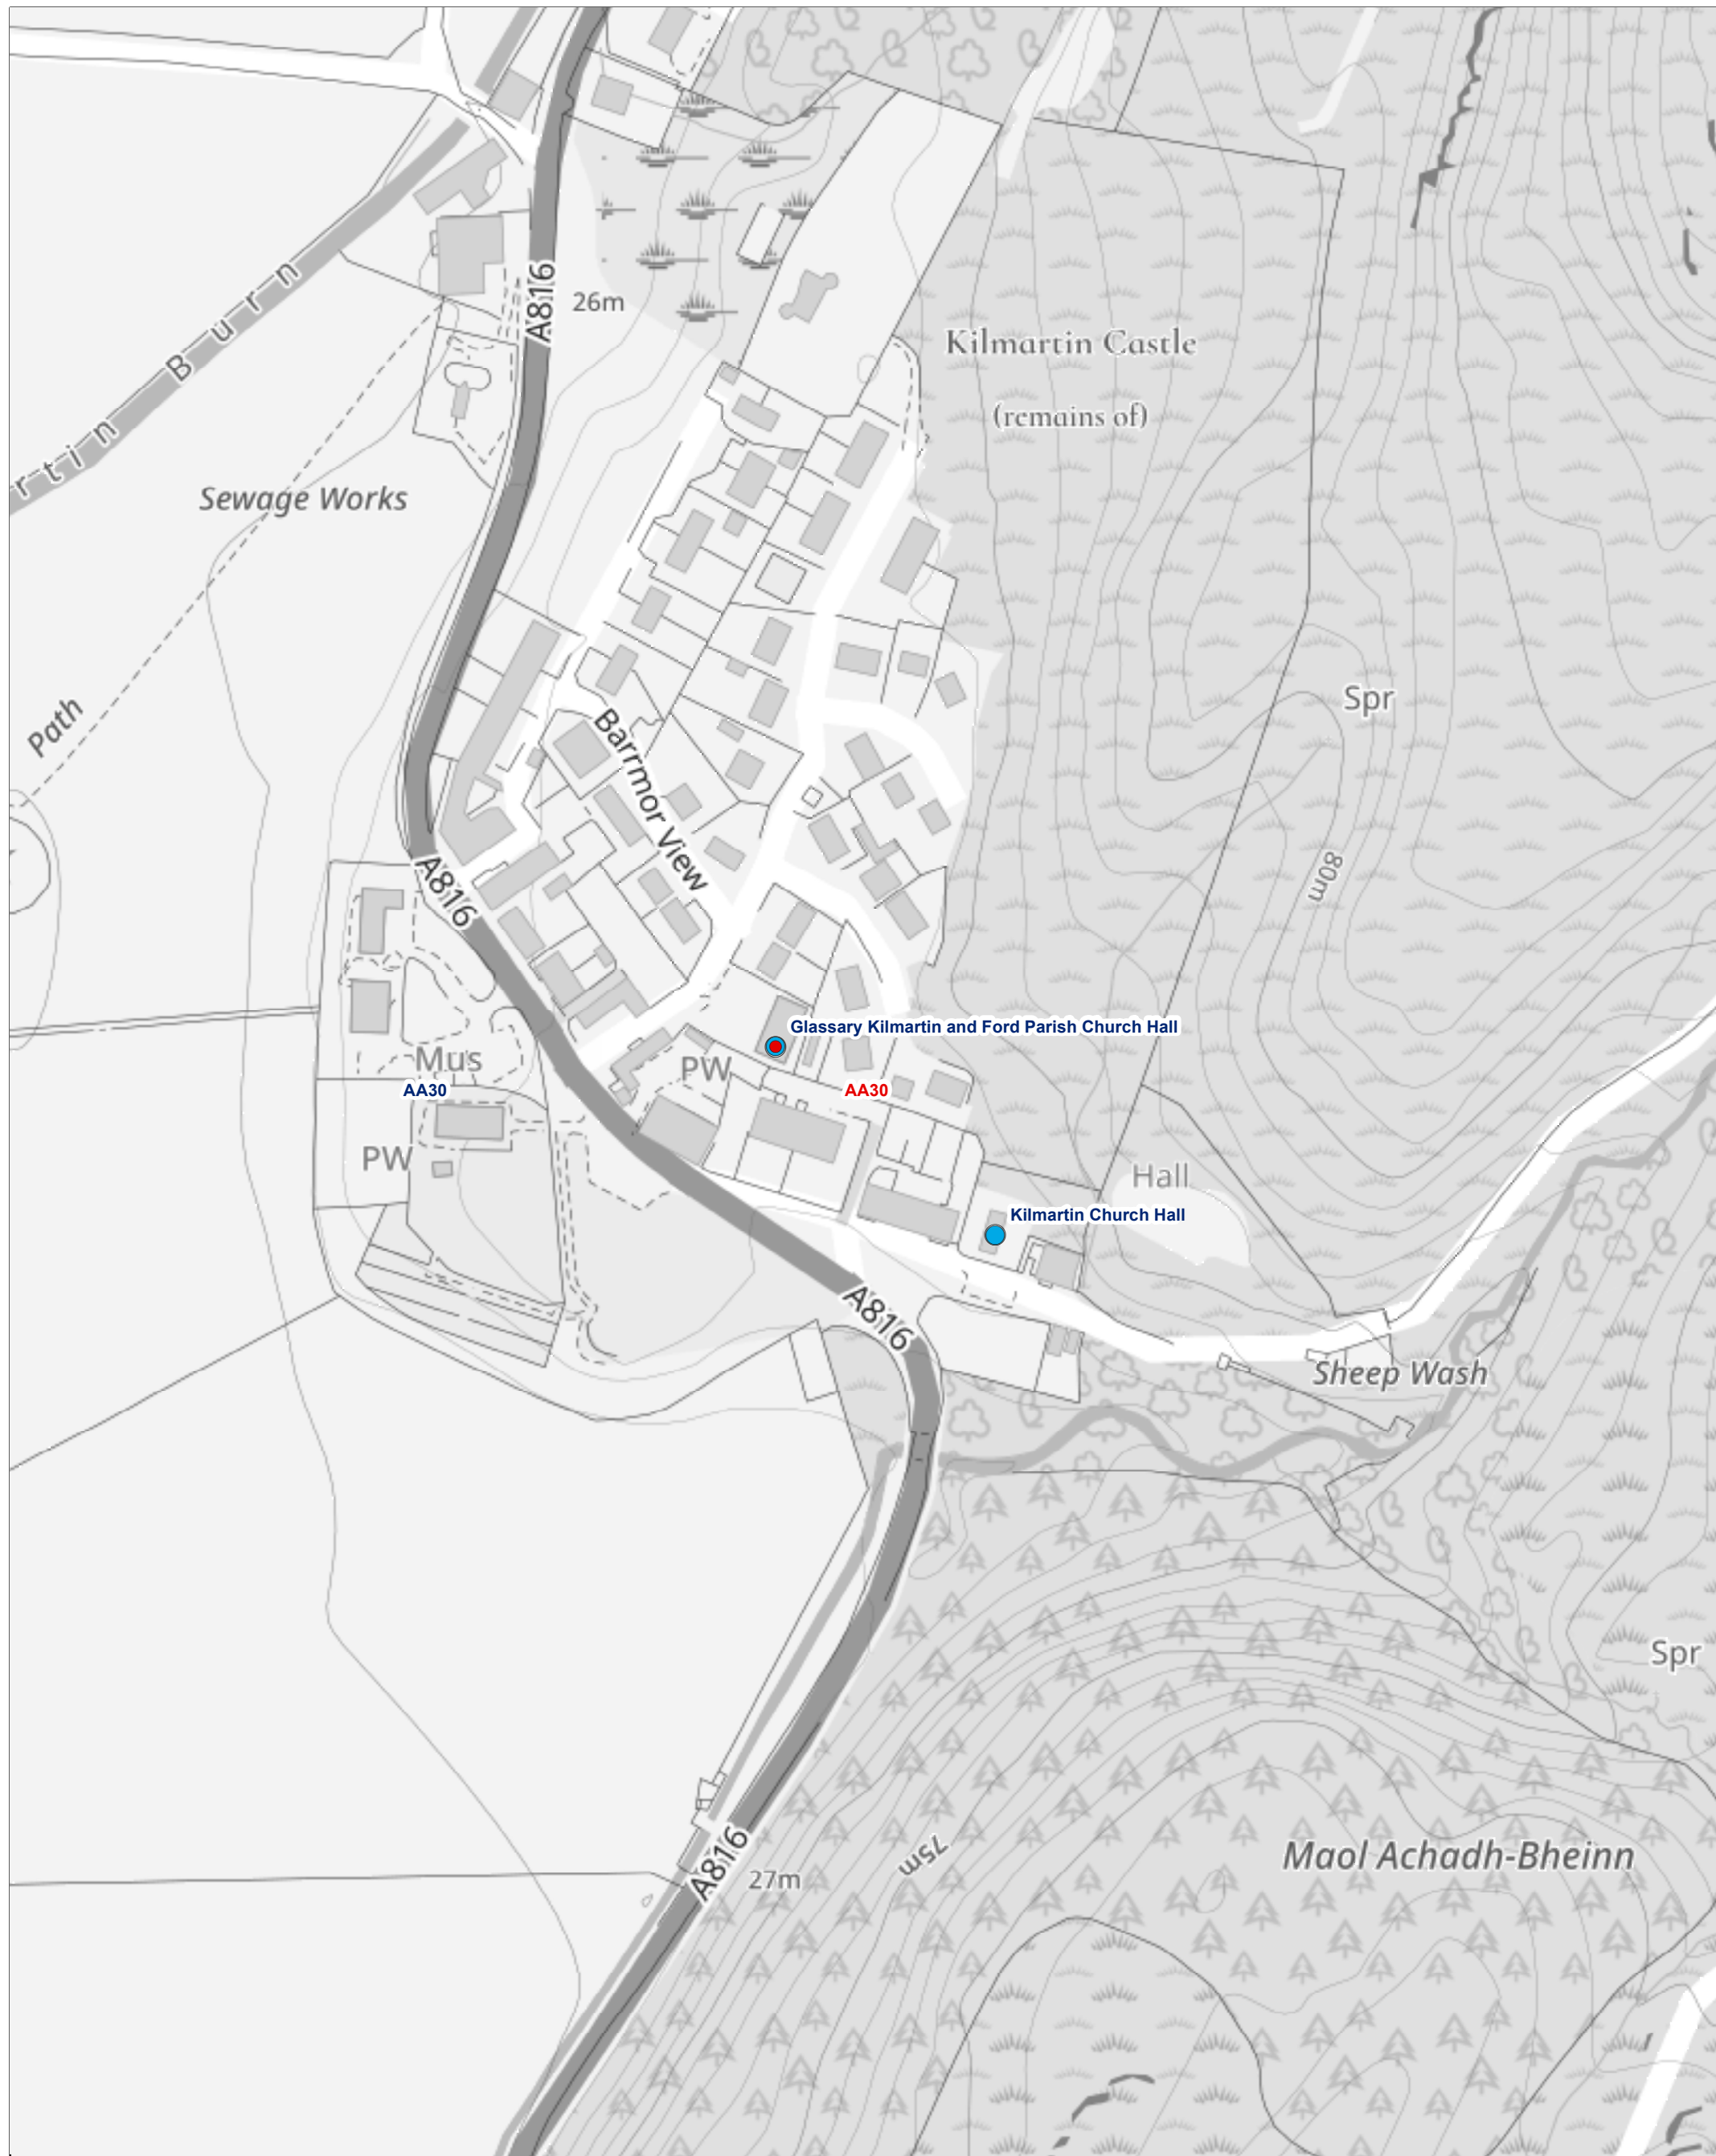 A816
26m
rtin Burn
Kilmartin Castle
(remains of)
Sewage Works
Path
Spr
Barrmor View
80m
A816
Glassary Kilmartin and Ford Parish Church Hall
Mus
PW
AA30
AA30
PW
Hall
Kilmartin Church Hall
A816
Sheep Wash
Spr
A816
27m
75m
Maol Achadh-Bheinn